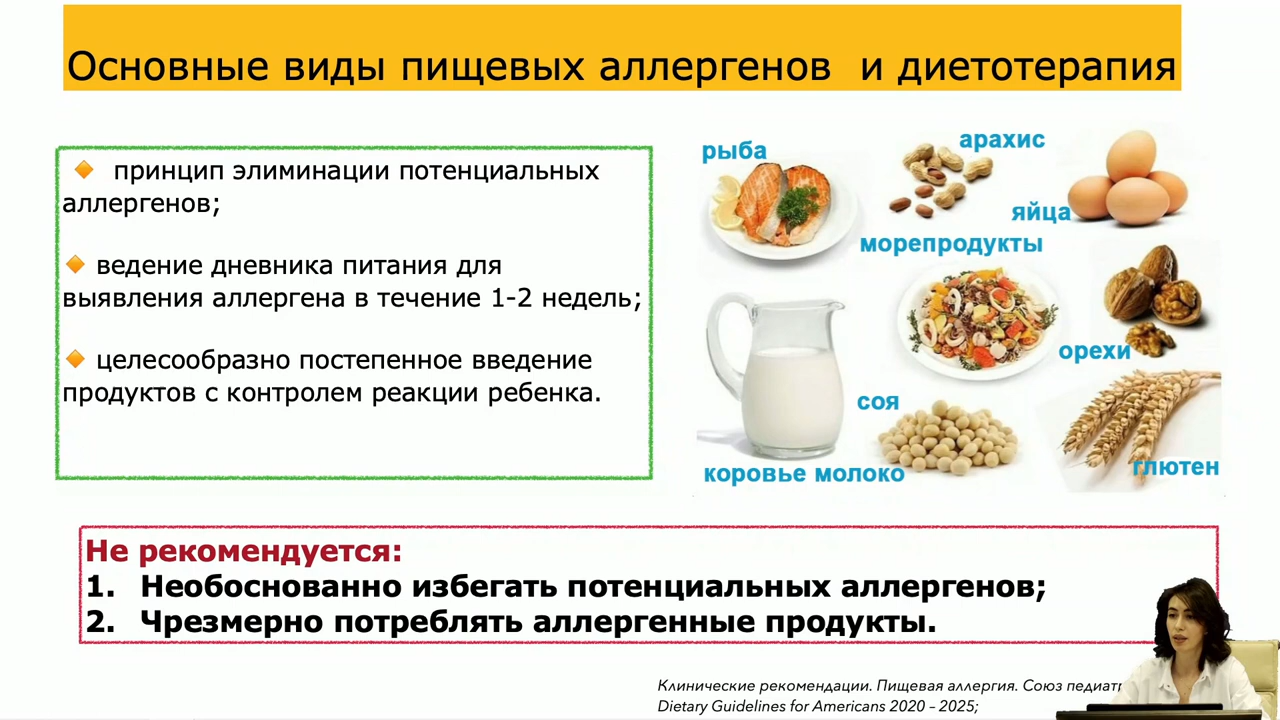 Основные виды пищевых аллергенов и диетотерапия
🔸 принцип элиминации потенциальных
аллергенов;
🔸 ведение дневника питания для
выявления аллергена в течение 1-2 недель;
🔸 целесообразно постепенное введение
продуктов с контролем реакции ребенка.
рыба
арахис
яйца
морепродукты
орехи
соя
коровье молоко
глютен
Не рекомендуется:
1. Необоснованно избегать потенциальных аллергенов;
2. Чрезмерно потреблять аллергенные продукты.
Клинические рекомендации. Пищевая аллергия. Союз
Dietary Guidelines for Americans 2020 – 2025;